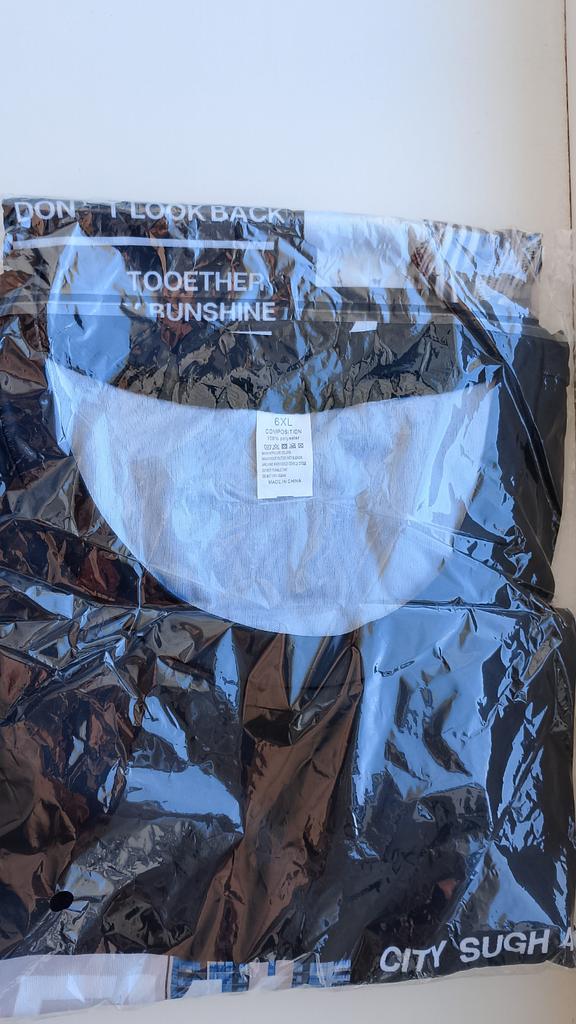 DON'T LOOK BACK
TOOETHER
BUNSHINE
6XL
COMPOSITION
100% polyester
MADE IN CHINA
CITY SUGH A